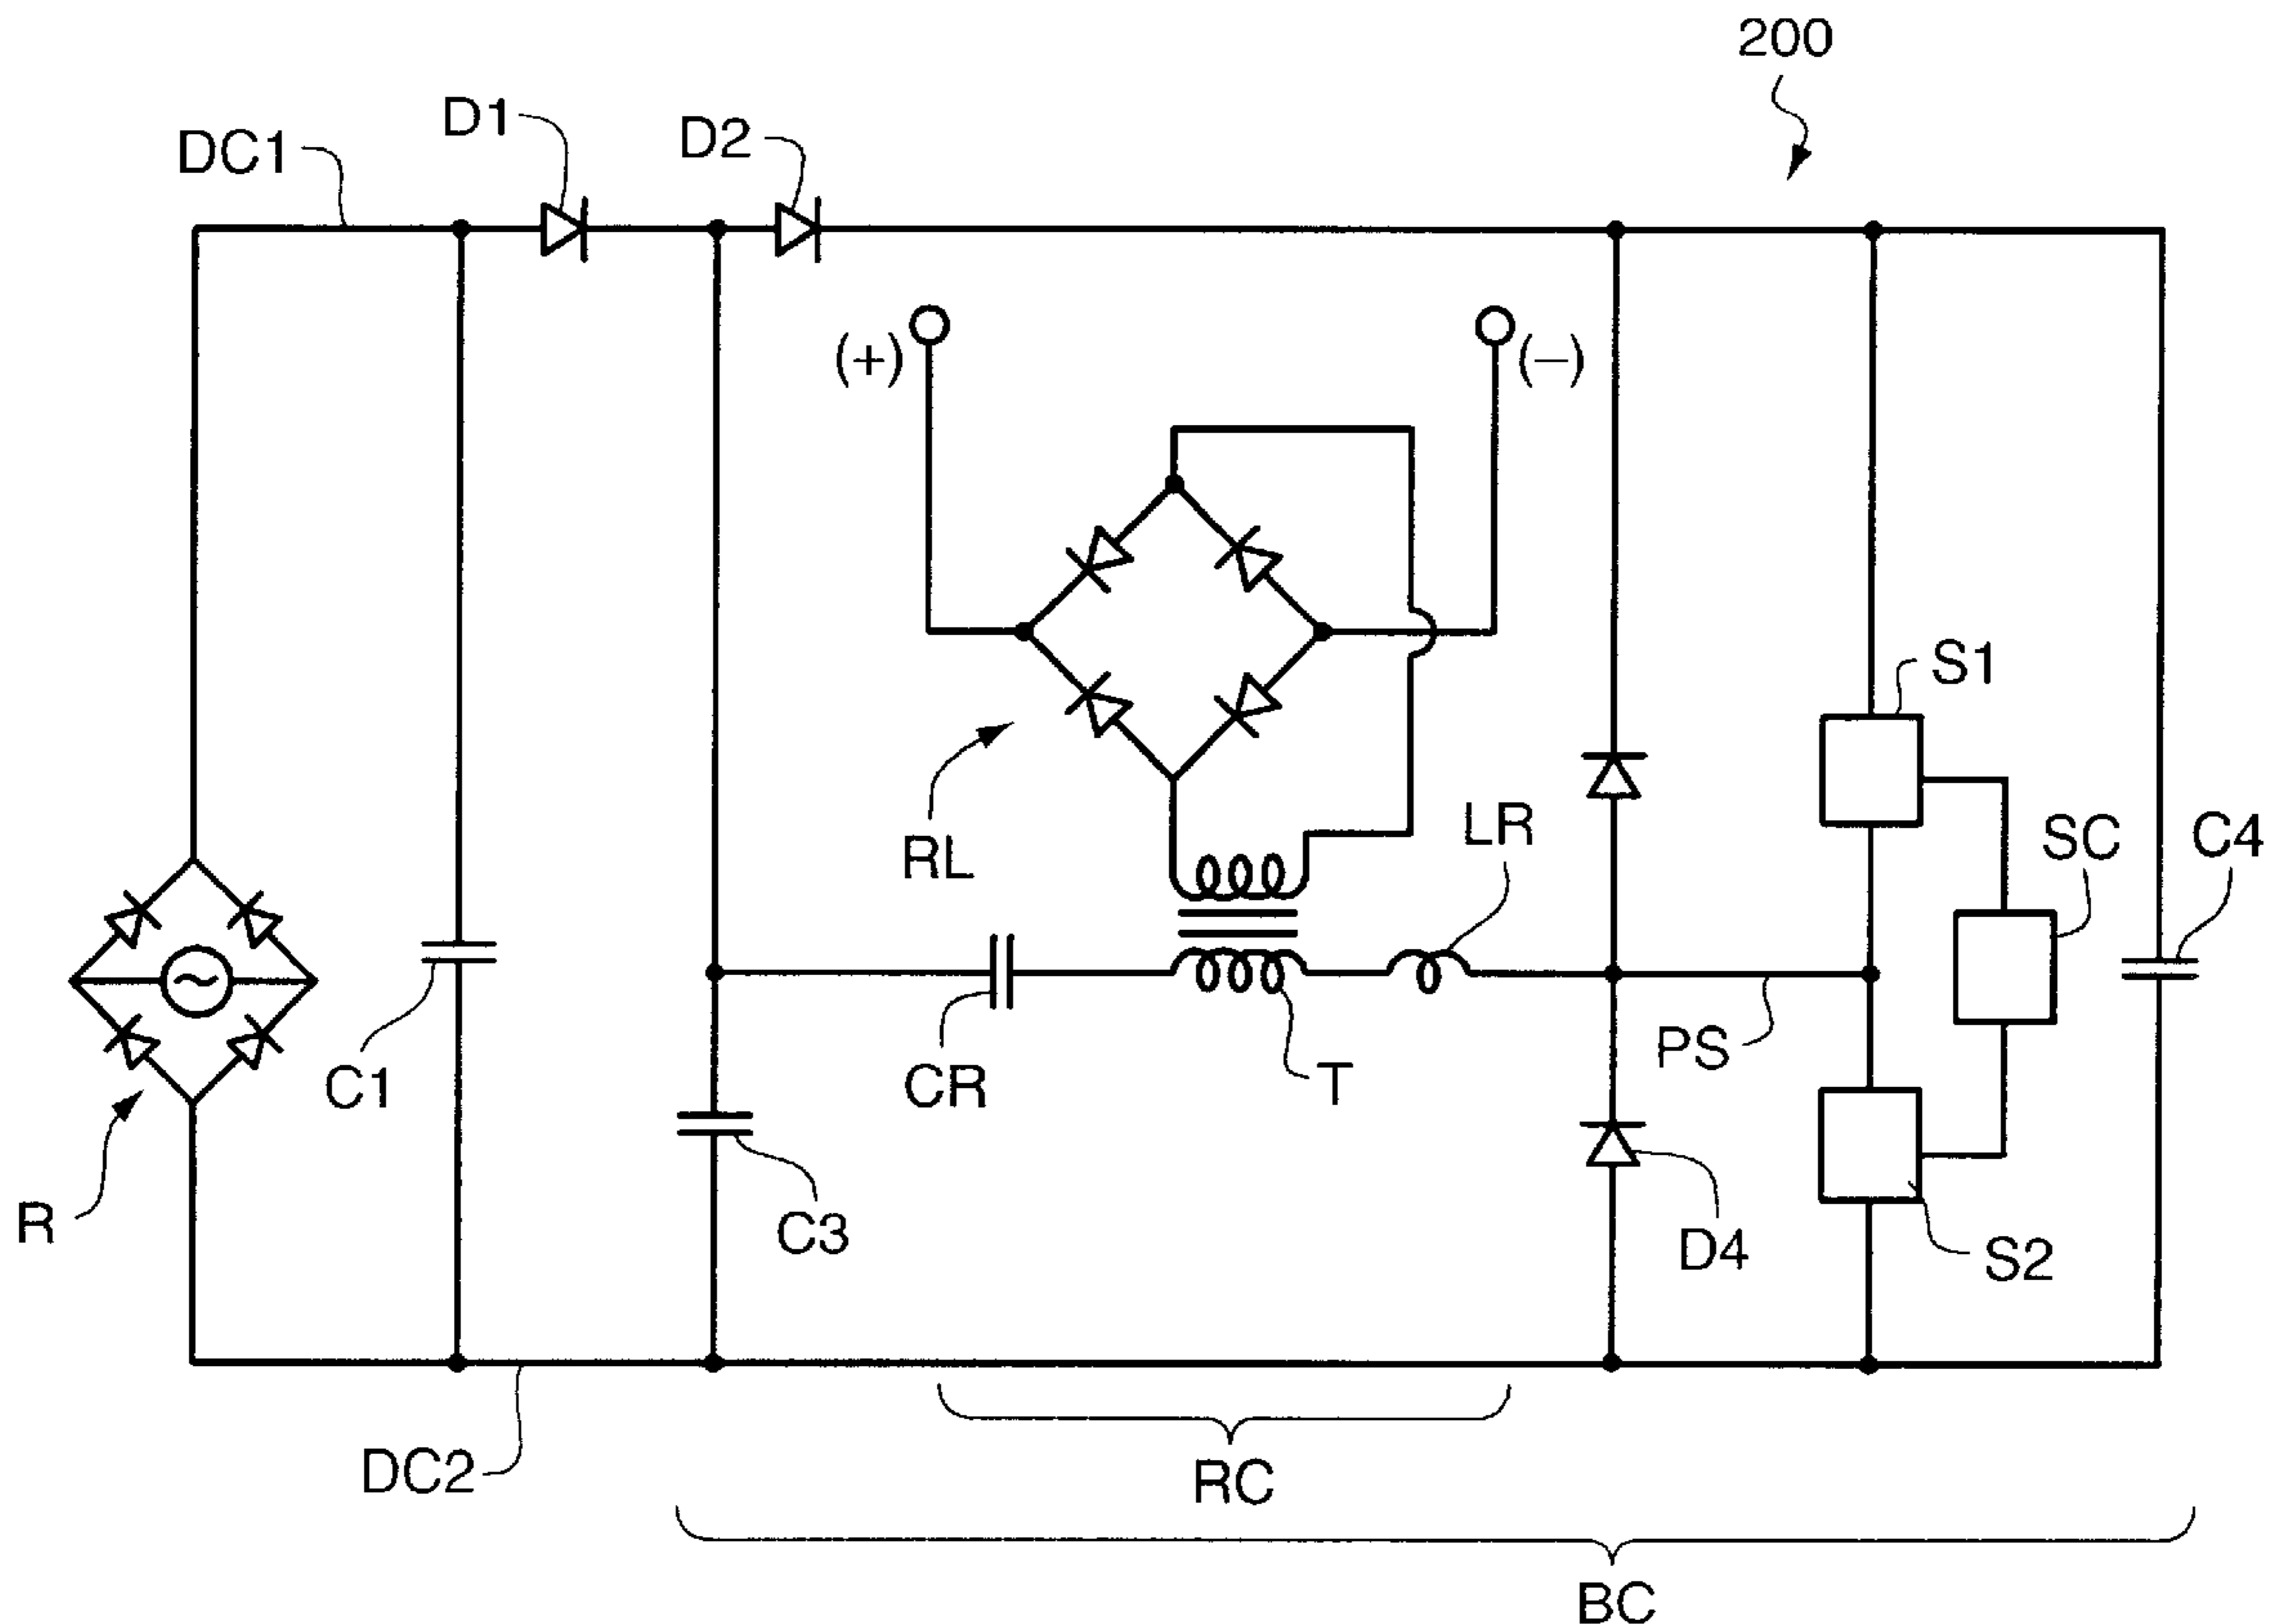 200
D1
D2
DC1
(+)
(–)
S1
RL
LR
SC
C4
C1
CR
T
PS
R
C3
D4
S2
DC2
RC
BC